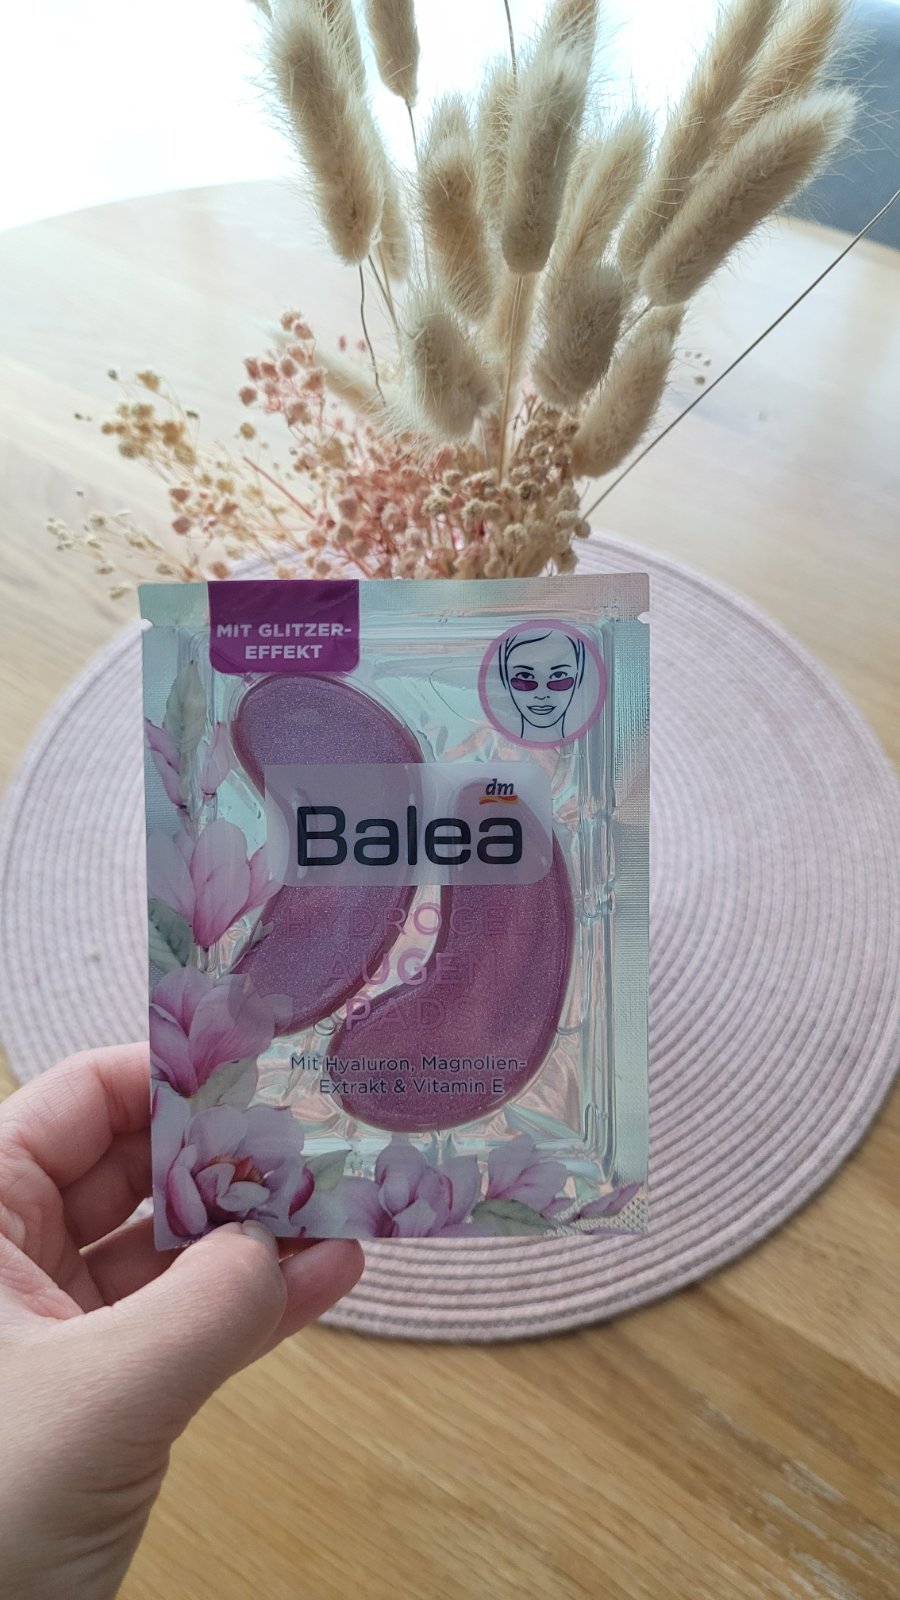 MIT GLITZER-
EFFEKT
dm
Balea
HYDROGEL
AUGEN
PADS
Mit Hyaluron, Magnolien-
Extrakt & Vitamin E